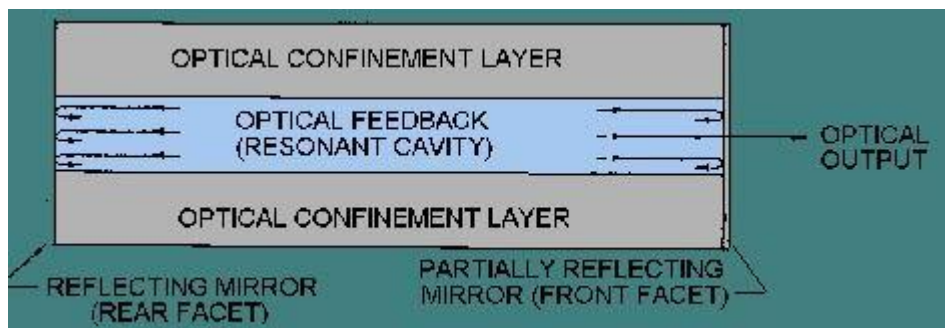 OPTICAL CONFINEMENT LAYER
OPTICAL FEEDBACK
(RESONANT CAVITY)
OPTICAL
OUTPUT
OPTICAL CONFINEMENT LAYER
REFLECTING MIRROR
(REAR FACET)
PARTIALLY REFLECTING
MIRROR (FRONT FACET)